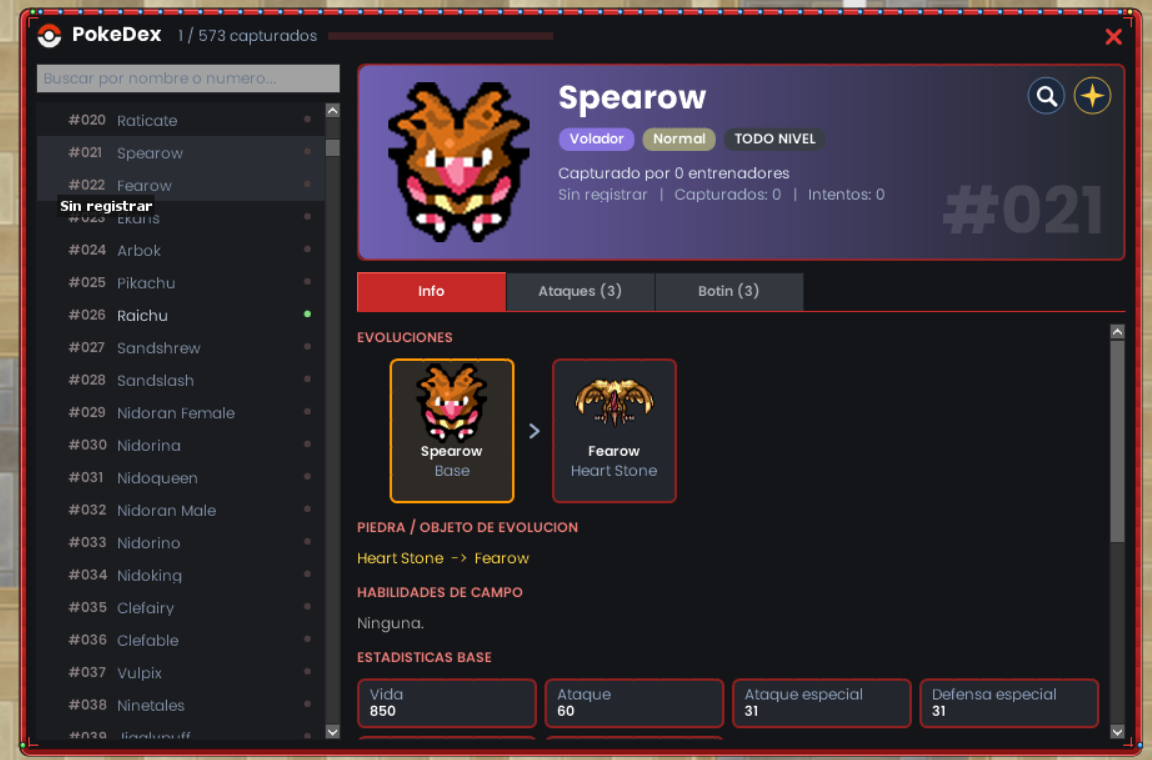 PokeDex 1 / 573 capturados
Buscar por nombre o numero...
#020 Raticate
#021 Spearow
#022 Fearow
Sin registrar
#023 Ekans
#024 Arbok
#025 Pikachu
#026 Raichu
#027 Sandshrew
#028 Sandslash
#029 Nidoran Female
#030 Nidorina
#031 Nidoqueen
#032 Nidoran Male
#033 Nidorino
#034 Nidoking
#035 Clefairy
#036 Clefable
#037 Vulpix
#038 Ninetales
#039 Jigglypuff
Spearow
Volador Normal TODO NIVEL
Capturado por 0 entrenadores
Sin registrar | Capturados: 0 | Intentos: 0
#021
Info Ataques (3) Botin (3)
EVOLUCIONES
Spearow
Base
>
Fearow
Heart Stone
PIEDRA / OBJETO DE EVOLUCION
Heart Stone -> Fearow
HABILIDADES DE CAMPO
Ninguna.
ESTADISTICAS BASE
Vida
850
Ataque
60
Ataque especial
31
Defensa especial
31